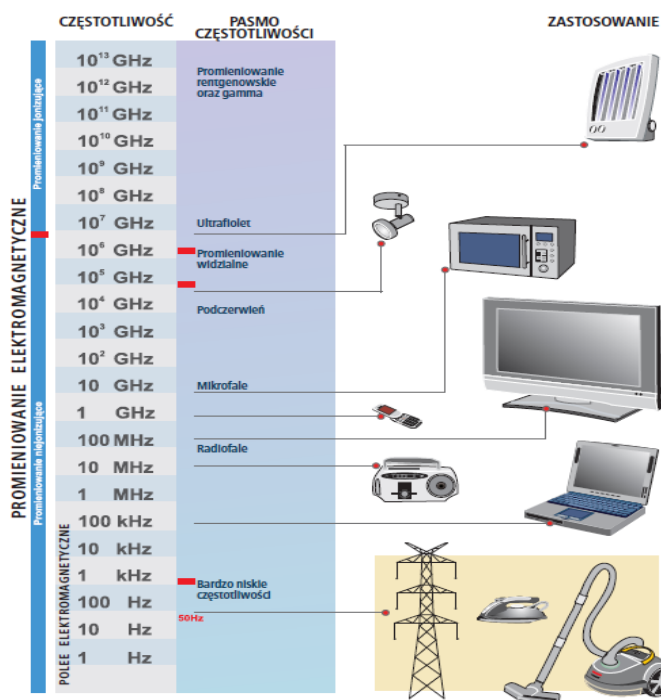 CZĘSTOTLIWOŚĆ
PASMO
CZĘSTOTLIWOŚCI
ZASTOSOWANIE
PROMIENIOWANIE ELEKTROMAGNETYCZNE
Promieniowanie jonizujące
Promieniowanie niejonizujące
POLEE ELEKTROMAGNETYCZNE
10¹³ GHz
10¹² GHz
10¹¹ GHz
10¹⁰ GHz
10⁹ GHz
10⁸ GHz
10⁷ GHz
10⁶ GHz
10⁵ GHz
10⁴ GHz
10³ GHz
10² GHz
10 GHz
1 GHz
100 MHz
10 MHz
1 MHz
100 kHz
10 kHz
1 kHz
100 Hz
10 Hz
1 Hz
Promieniowanie
rentgenowskie
oraz gamma
Ultrafiolet
Promieniowanie
widzialne
Podczerwień
Mikrofale
Radiofale
Bardzo niskie
częstotliwości
50Hz